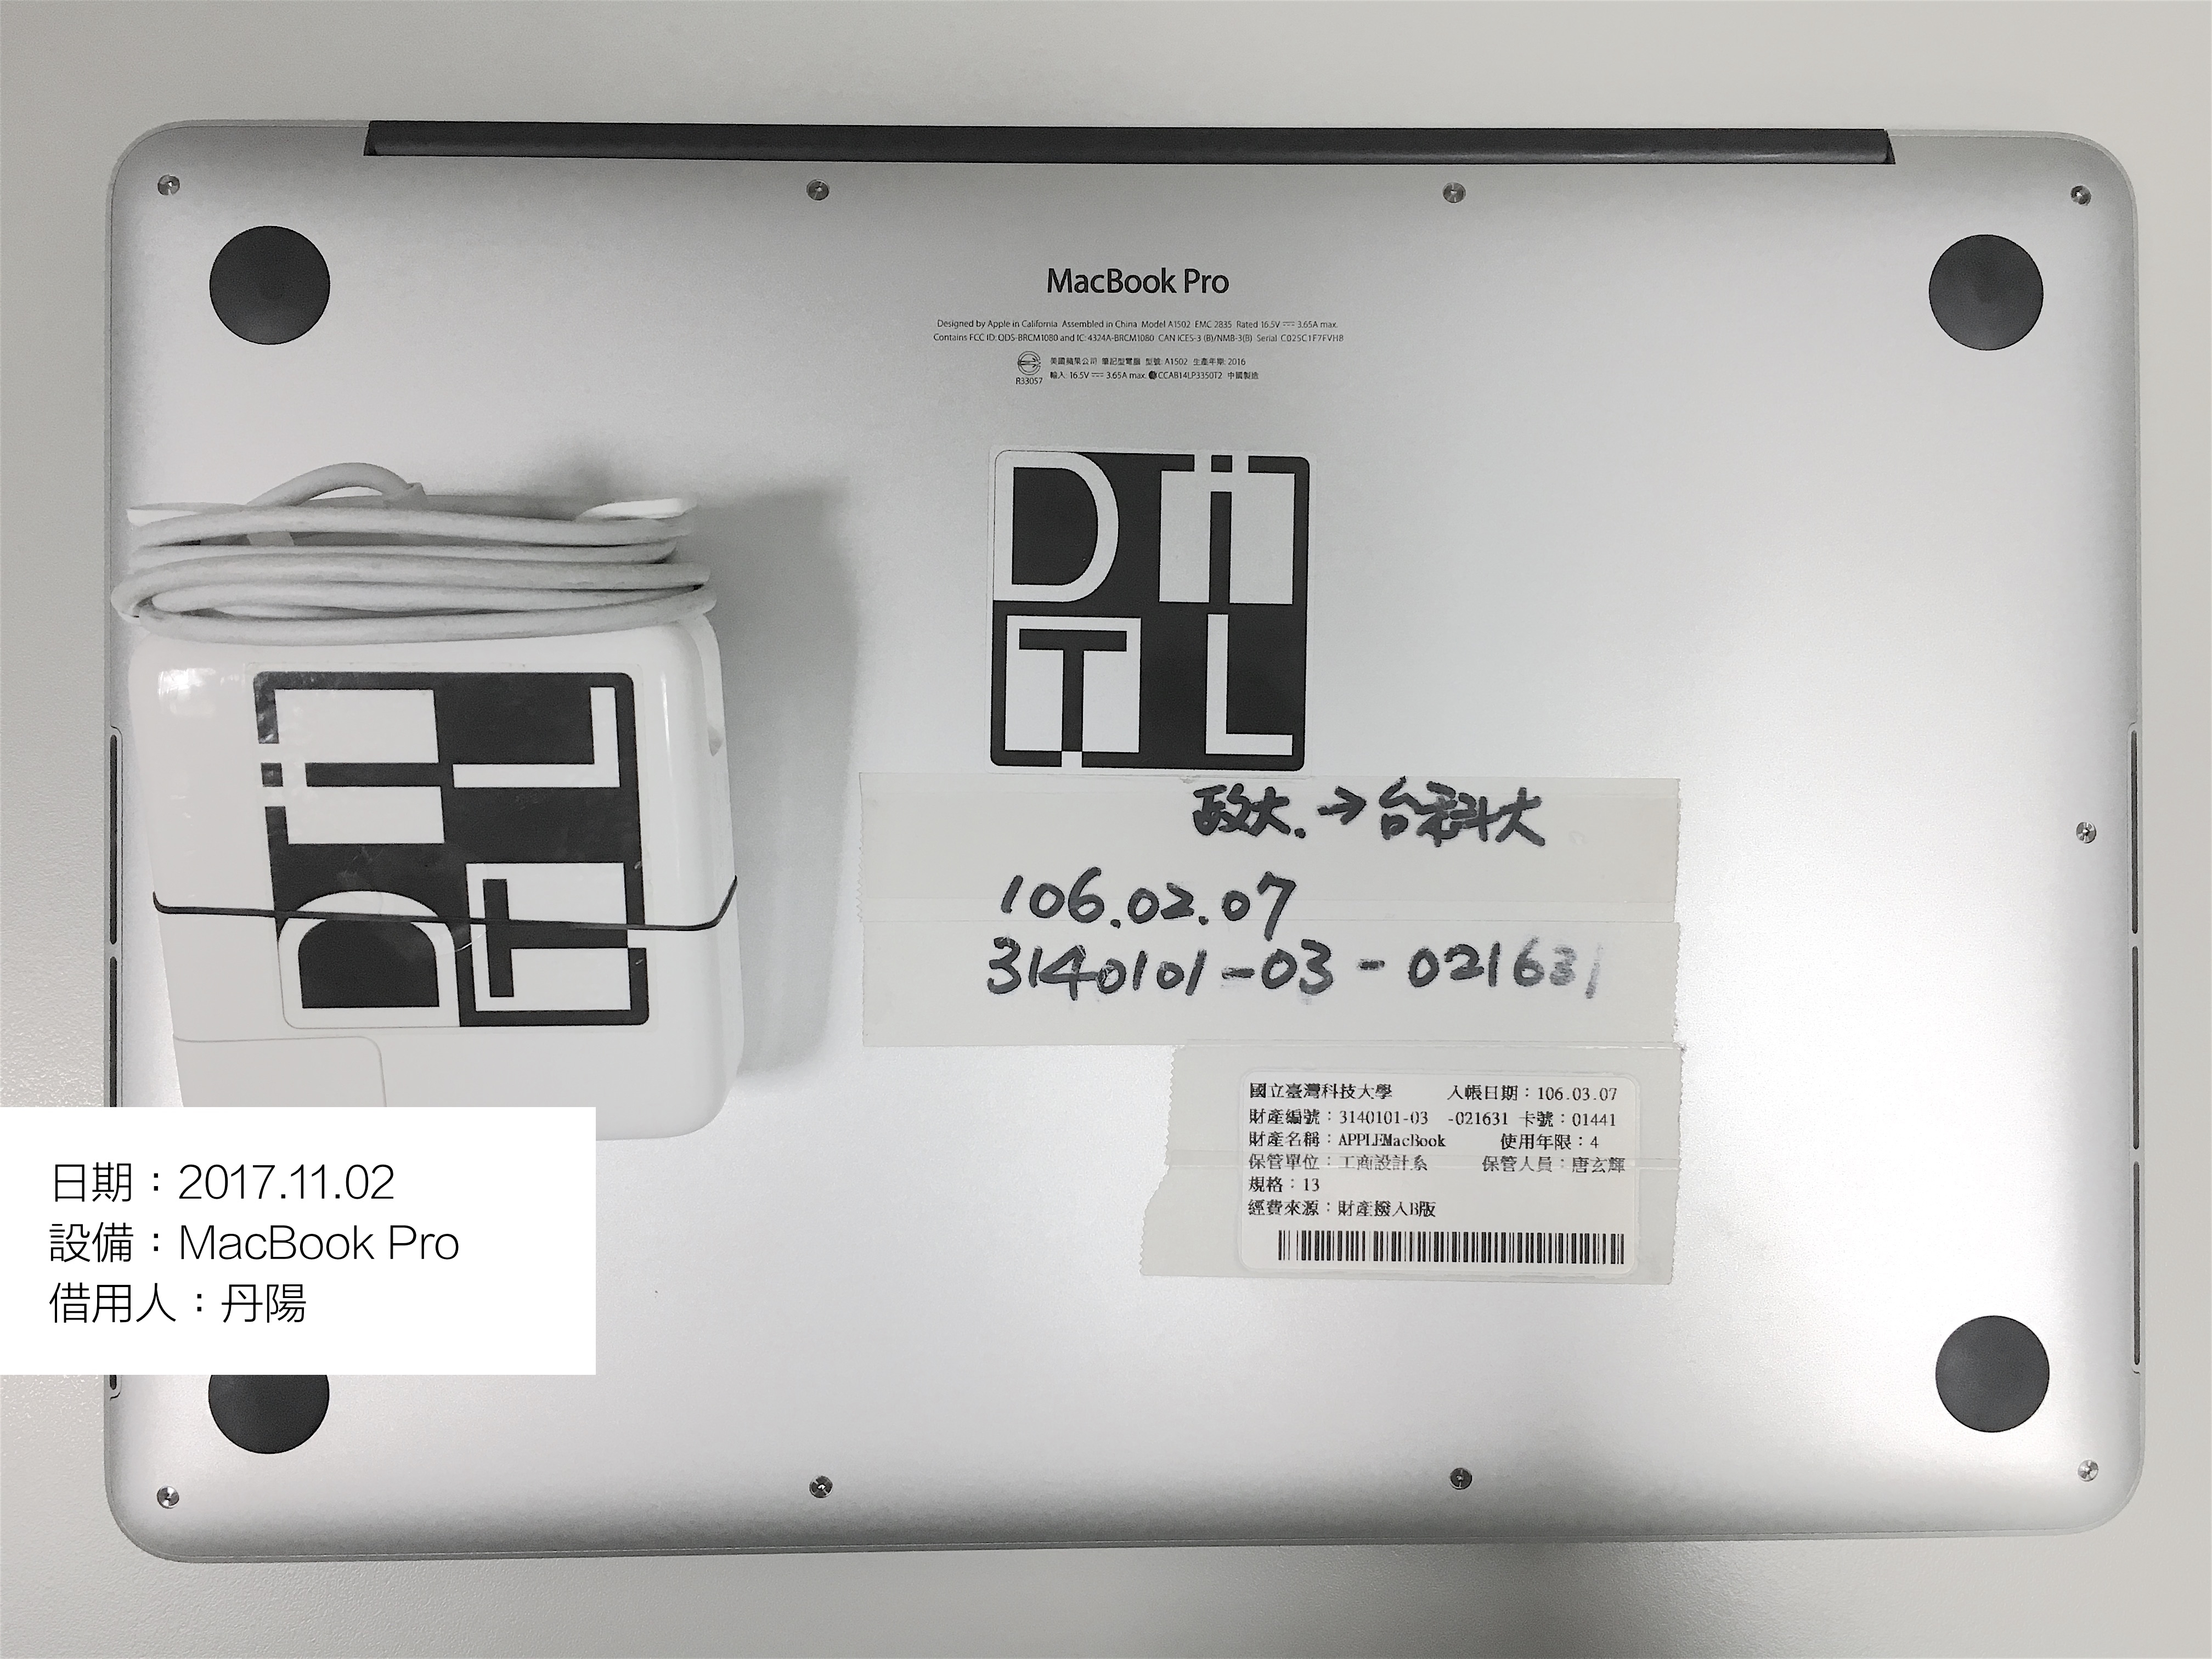 MacBook Pro
Designed by Apple in California Assembled in China Model A1502 EMC 2835 Rated 16.5V ⎓ 3.65A max.
Contains FCC ID: QDS-BRCM1080 and IC: 4324A-BRCM1080 CAN ICES-3 (B)/NMB-3(B) Serial C025C1F7FVH8
美國蘋果公司 筆記型電腦 型號: A1502 生產年期: 2016
R33057 輸入: 16.5V ⎓ 3.65A max. CCAB14LP3350T2 中國製造
D i
T L
D i
T L
政大. → 台科大
106.02.07
3140101-03-021631
國立臺灣科技大學 入帳日期：106.03.07
財產編號：3140101-03 -021631 卡號：01441
財產名稱：APPLEMacBook 使用年限：4
保管單位：工商設計系 保管人員：唐玄輝
規格：13
經費來源：財產撥入B版
日期：2017.11.02
設備：MacBook Pro
借用人：丹陽